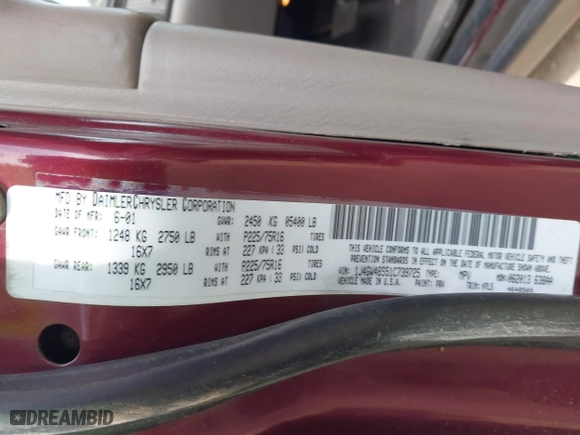 MFD BY DAIMLERCHRYSLER CORPORATION
DATE OF MFR: 6-01 GVWR: 2450 KG 05400 LB
GAWR FRONT: 1248 KG 2750 LB WITH P225/75R16 TIRES
16X7 RIMS AT 227 KPA( 33 PSI) COLD
GAWR REAR: 1339 KG 2950 LB WITH P225/75R16 TIRES
16X7 RIMS AT 227 KPA( 33 PSI) COLD
THIS VEHICLE CONFORMS TO ALL APPLICABLE FEDERAL MOTOR VEHICLE SAFETY AND
THEFT PREVENTION STANDARDS IN EFFECT ON THE DATE OF MANUFACTURE SHOWN ABOVE.
VIN: TYPE: MPV MDH:
VEHICLE MADE IN U.S.A. PAINT: TRIM:
DREAMBID